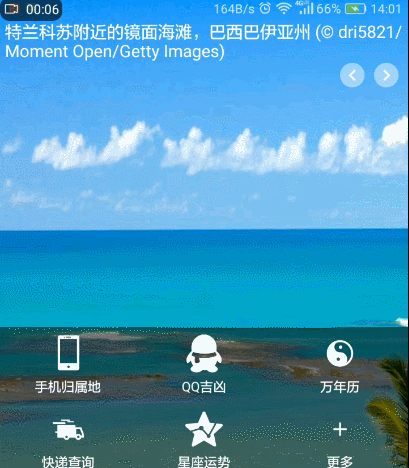 00:06 164B/s 4G 66% 14:01
特兰科苏附近的镜面海滩，巴西巴伊亚州 (© dri5821/
Moment Open/Getty Images)
手机归属地 QQ吉凶 万年历
快递查询 星座运势 更多